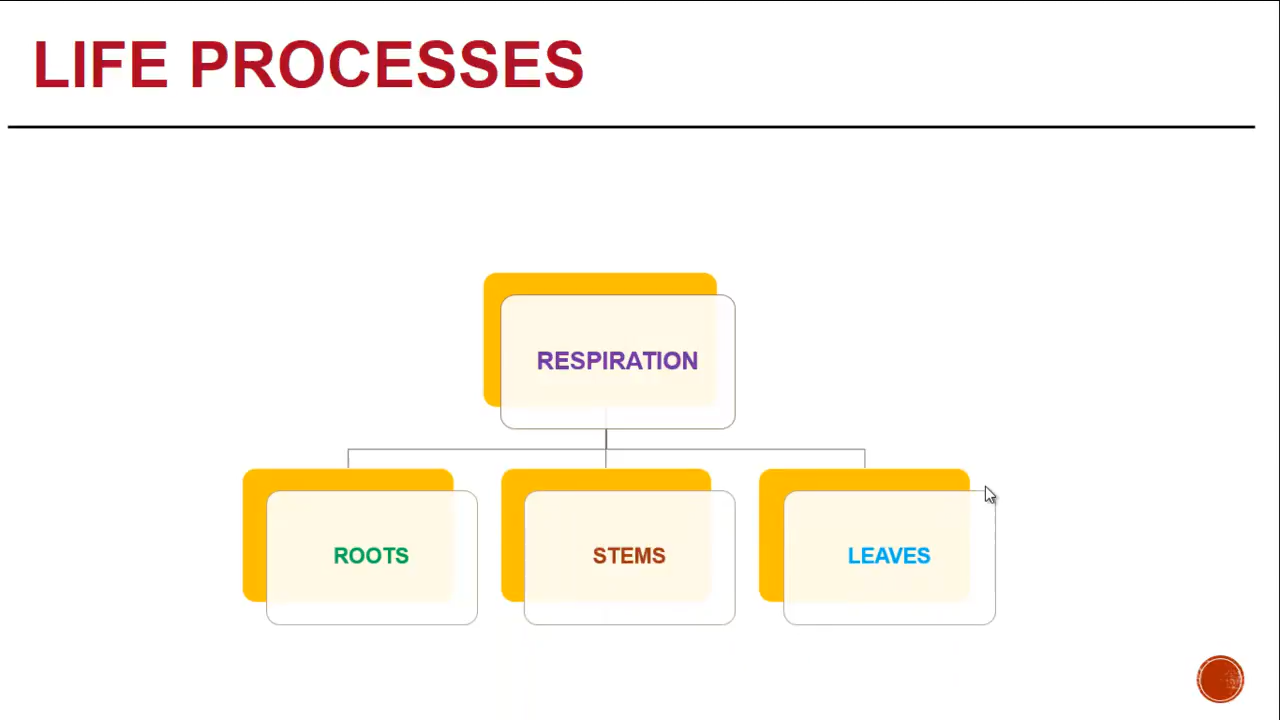 LIFE PROCESSES
RESPIRATION
ROOTS
STEMS
LEAVES